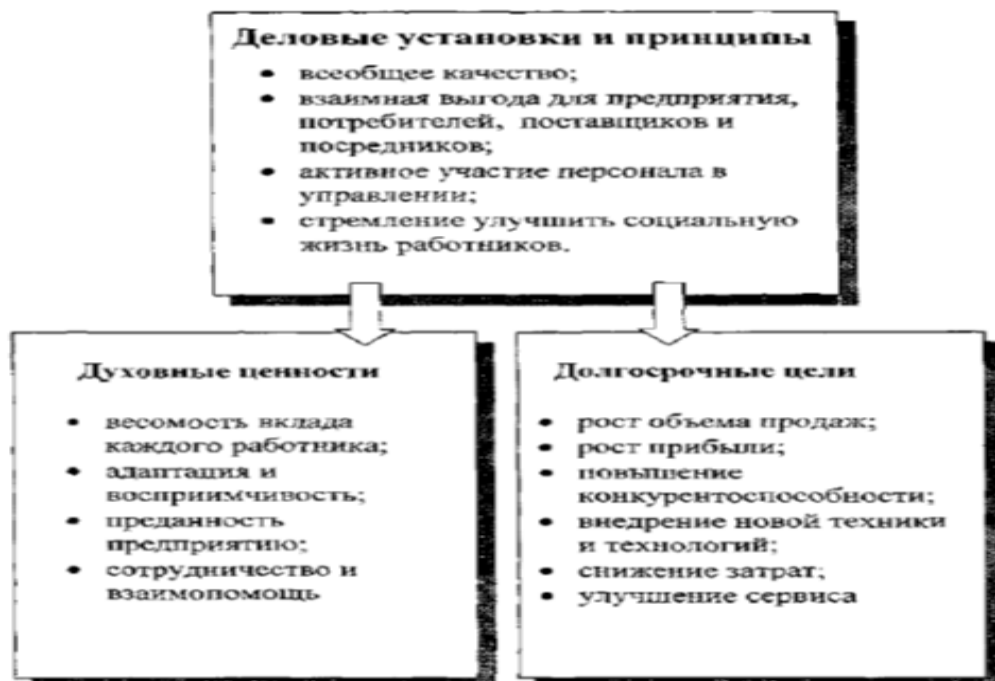 Деловые установки и принципы
• всеобщее качество;
• взаимная выгода для предприятия,
потребителей, поставщиков и
посредников;
• активное участие персонала в
управлении;
• стремление улучшить социальную
жизнь работников.
Духовные ценности
• весомость вклада
каждого работника;
• адаптация и
восприимчивость;
• преданность
предприятию;
• сотрудничество и
взаимопомощь
Долгосрочные цели
• рост объема продаж;
• рост прибыли;
• повышение
конкурентоспособности;
• внедрение новой техники
и технологий;
• снижение затрат;
• улучшение сервиса